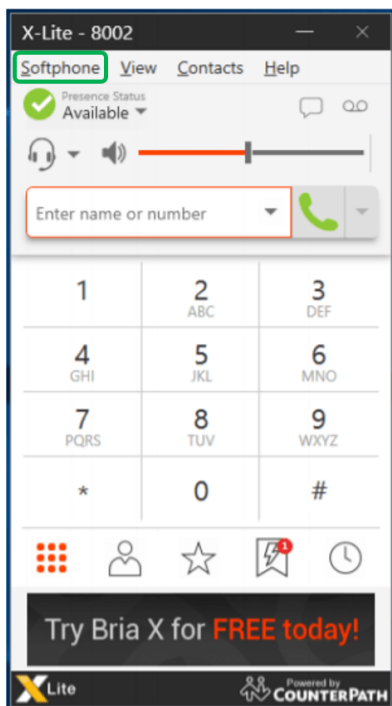 X-Lite - 8002
Softphone View Contacts Help
Presence Status
Available
Enter name or number
1 2 3
ABC DEF
4 5 6
GHI JKL MNO
7 8 9
PQRS TUV WXYZ
* 0 #
1
Try Bria X for FREE today!
X Lite
Powered by
COUNTERPATH